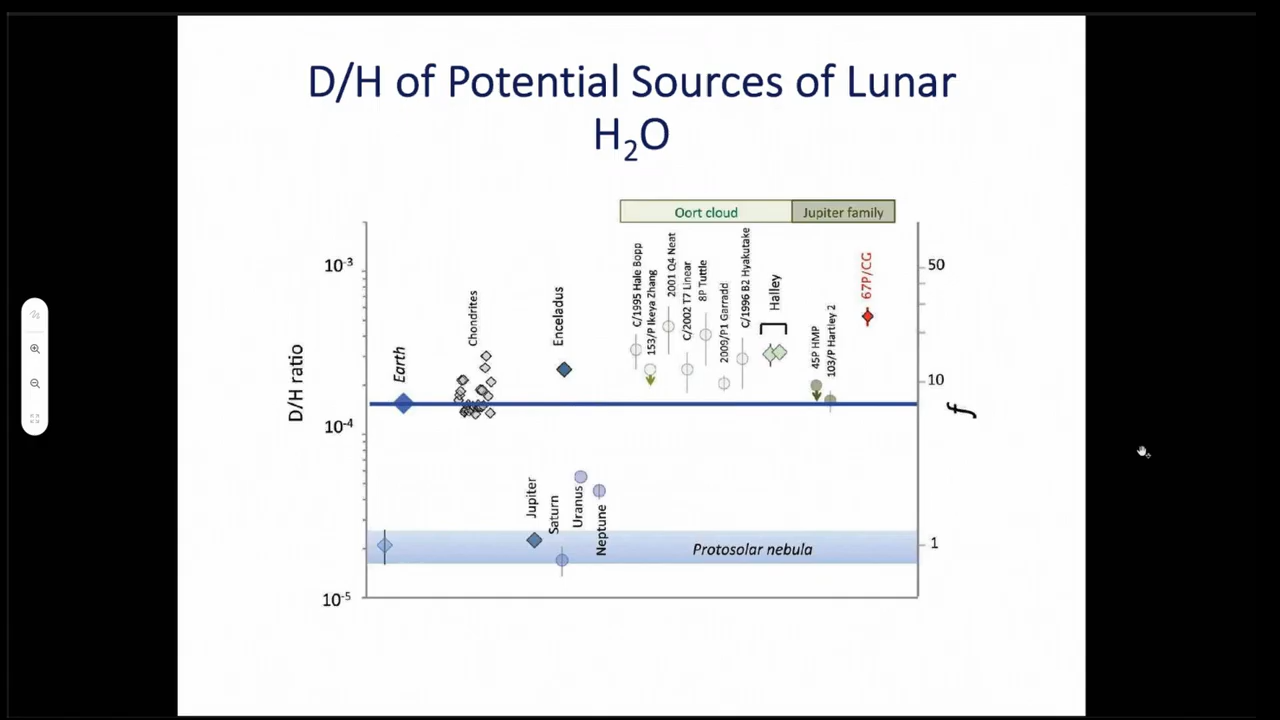 D/H of Potential Sources of Lunar
H₂O
Oort cloud
Jupiter family
D/H ratio
10⁻³
10⁻⁴
10⁻⁵
Earth
Chondrites
Enceladus
Jupiter
Saturn
Uranus
Neptune
C/1995 Hale Bopp
153/P Ikeya Zhang
2001 Q4 Neat
C/2002 T7 Linear
8P Tuttle
2009/P1 Garradd
C/1996 B2 Hyakutake
Halley
45P HMP
103/P Hartley 2
67P/CG
50
10
1
f
Protosolar nebula